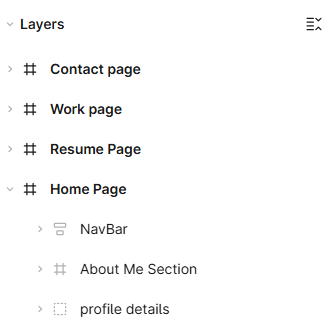 Layers
Contact page
Work page
Resume Page
Home Page
NavBar
About Me Section
profile details